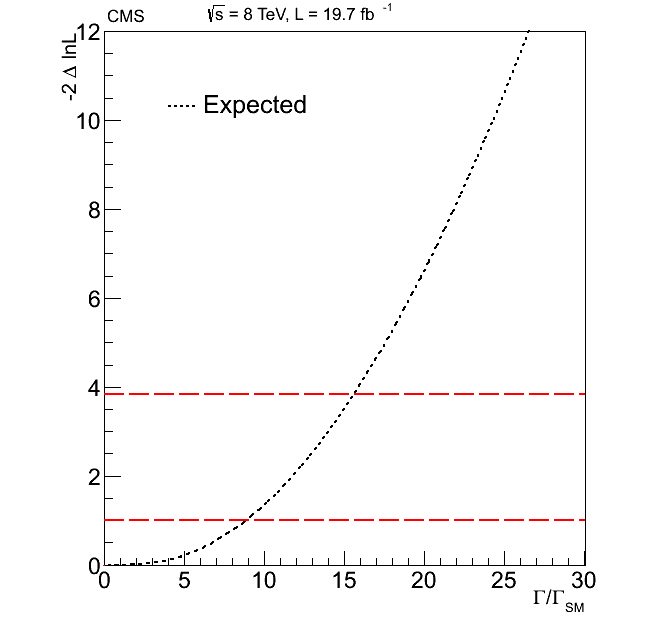 CMS √s = 8 TeV, L = 19.7 fb -1
-2 Δ lnL
12
10
8
6
4
2
0
Expected
0 5 10 15 20 25 30
Γ/ΓSM